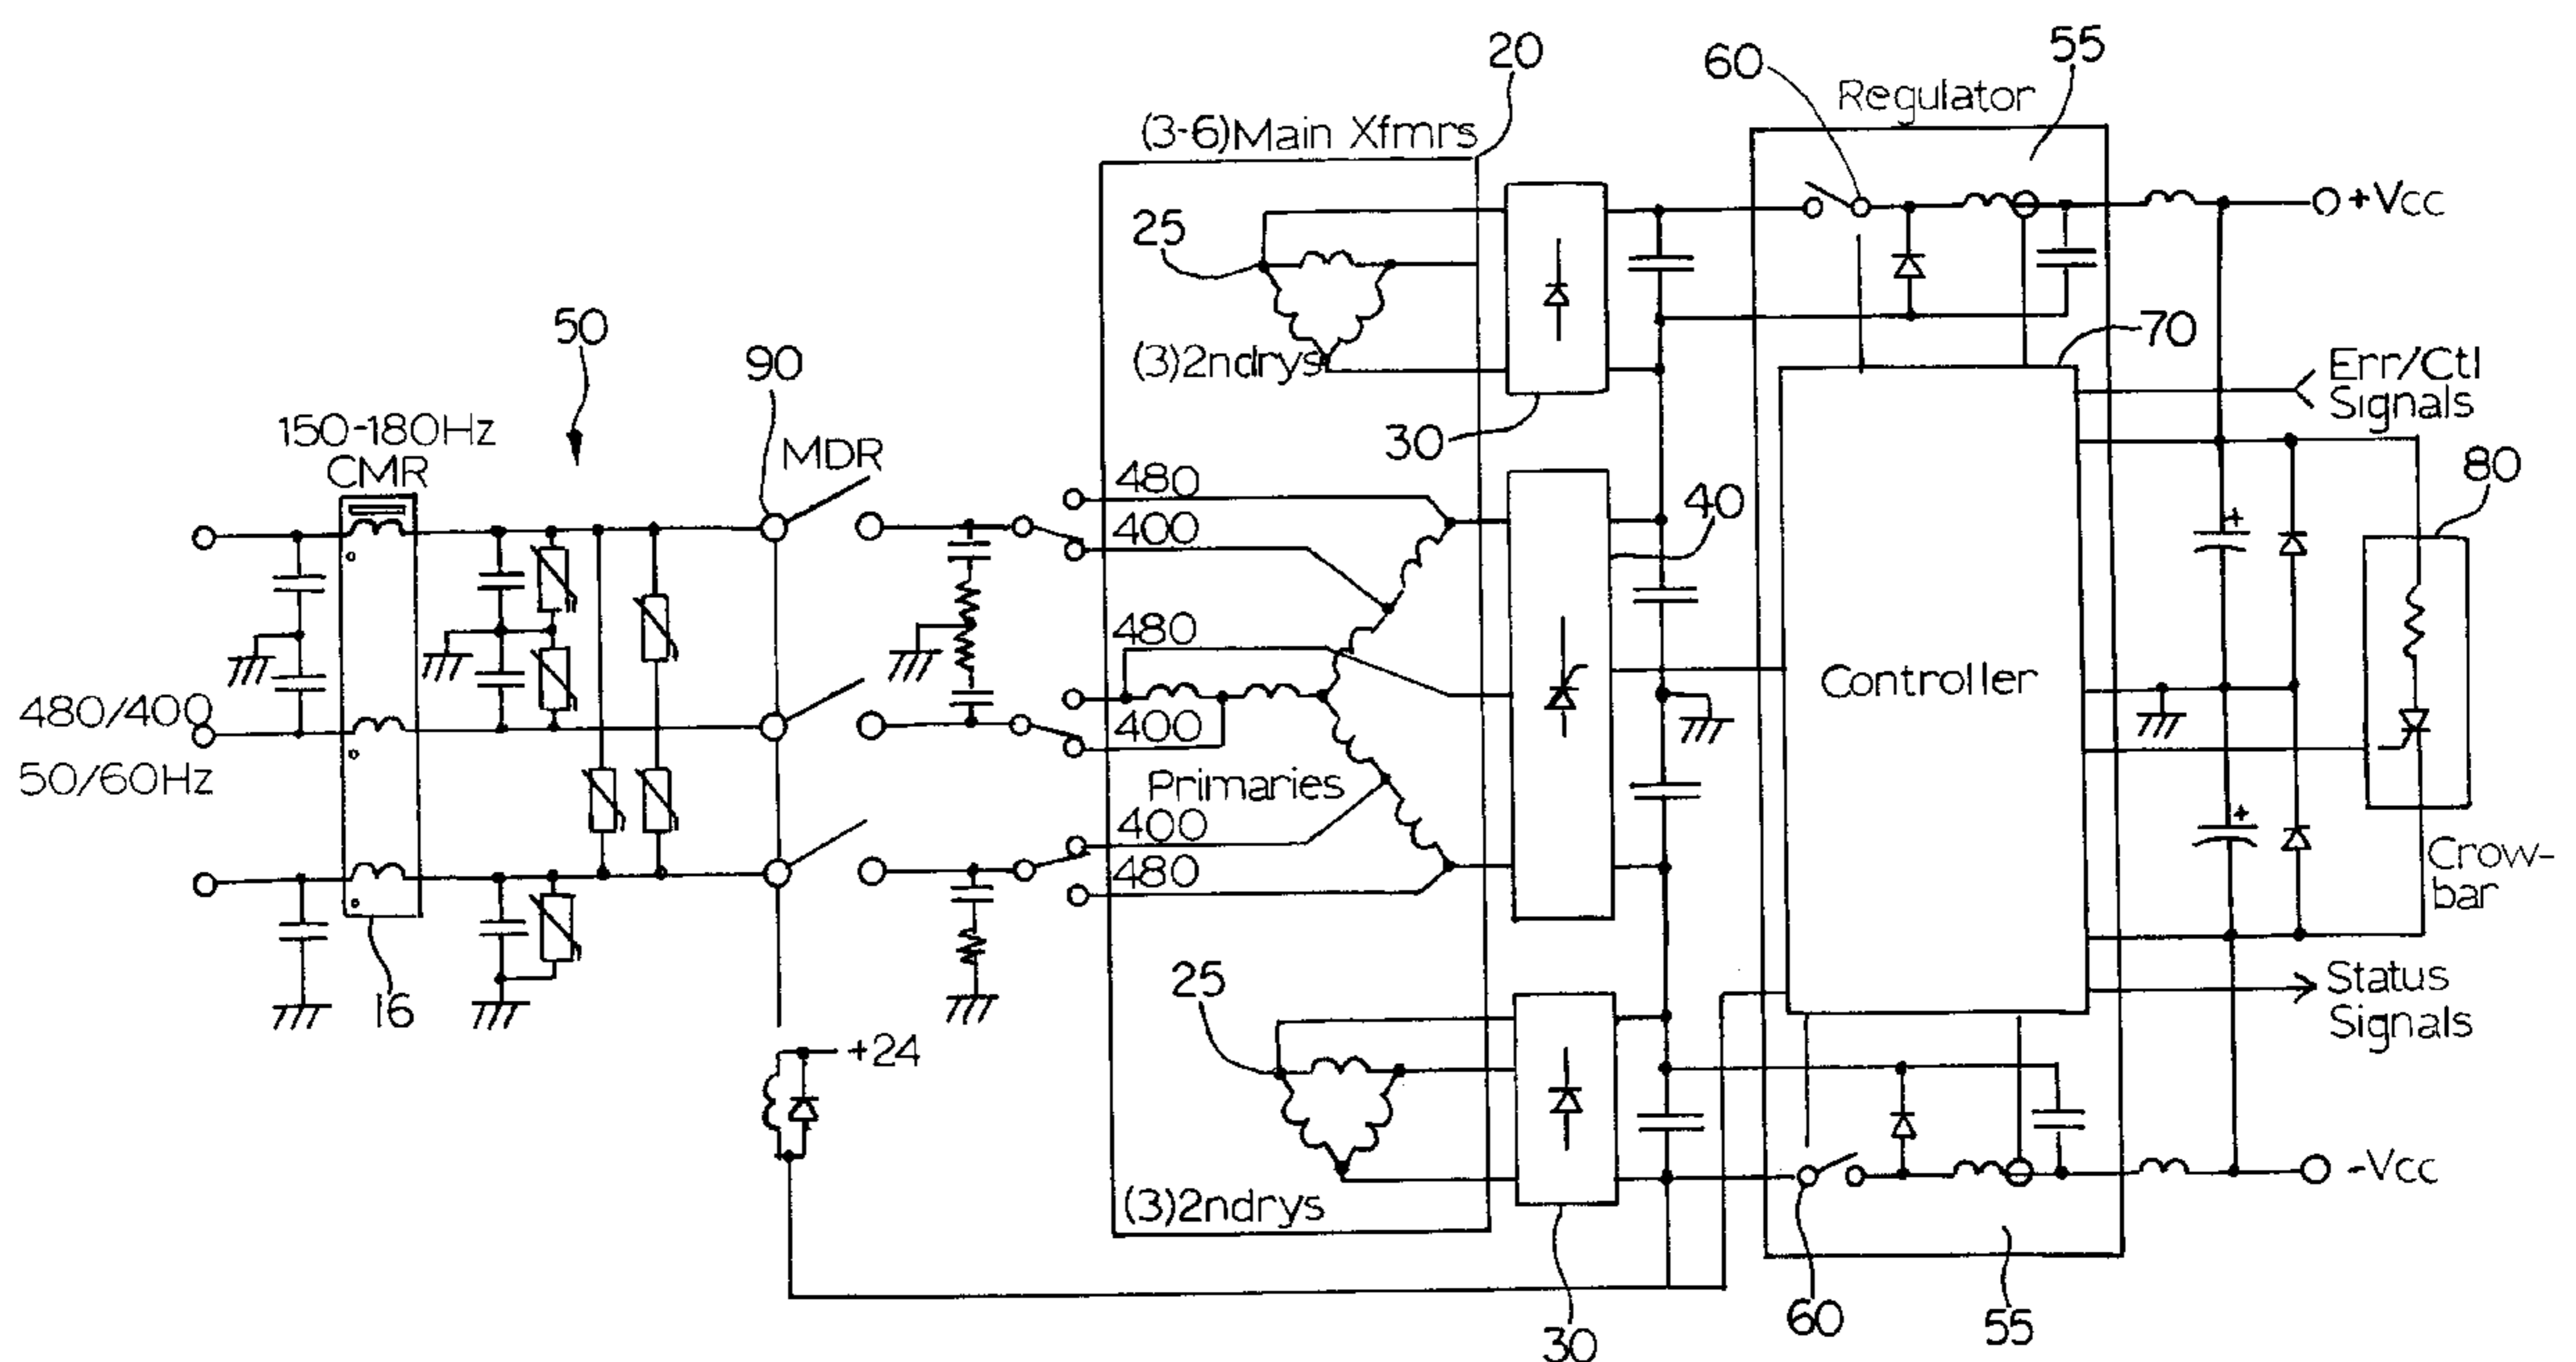 20
60
55
Regulator
(3-6)Main Xfmrs
+Vcc
25
50
90
70
(3)2ndrys
Err/Ctl
Signals
150-180Hz
CMR
MDR
30
480
80
40
400
+
480
Controller
480/400
400
50/60Hz
Primaries
400
+
480
Crow-
bar
25
Status
Signals
16
+24
-Vcc
(3)2ndrys
60
55
30